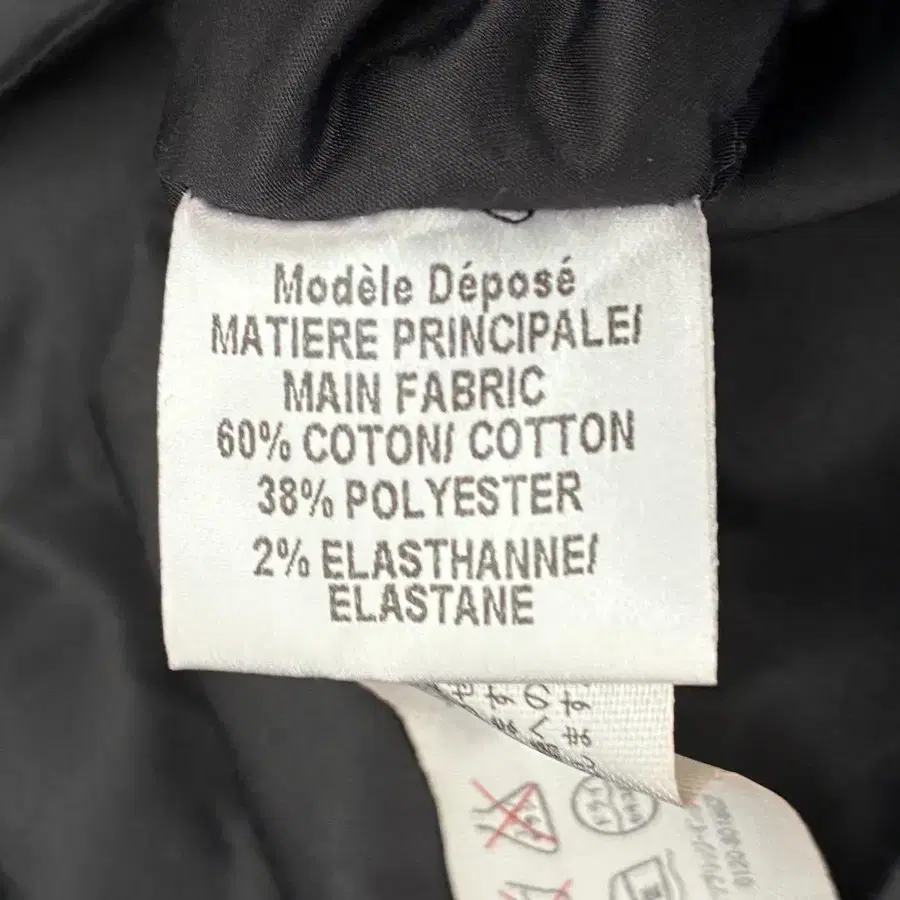 Modèle Déposé
MATIERE PRINCIPALE/
MAIN FABRIC
60% COTON/ COTTON
38% POLYESTER
2% ELASTHANNE/
ELASTANE